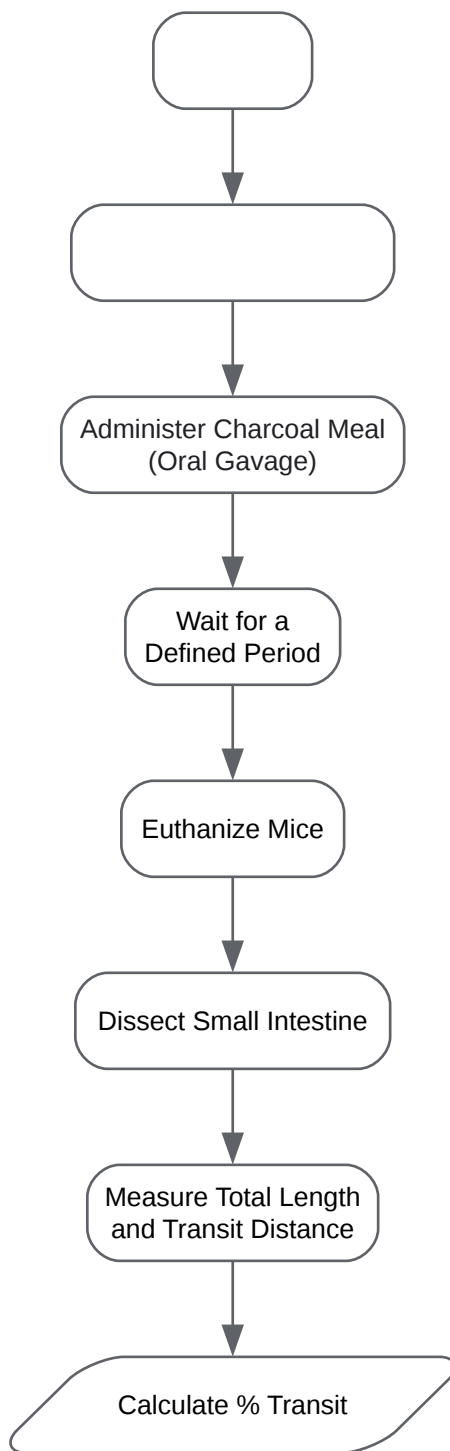 Administer Charcoal Meal
(Oral Gavage)
Wait for a
Defined Period
Euthanize Mice
Dissect Small Intestine
Measure Total Length
and Transit Distance
Calculate % Transit